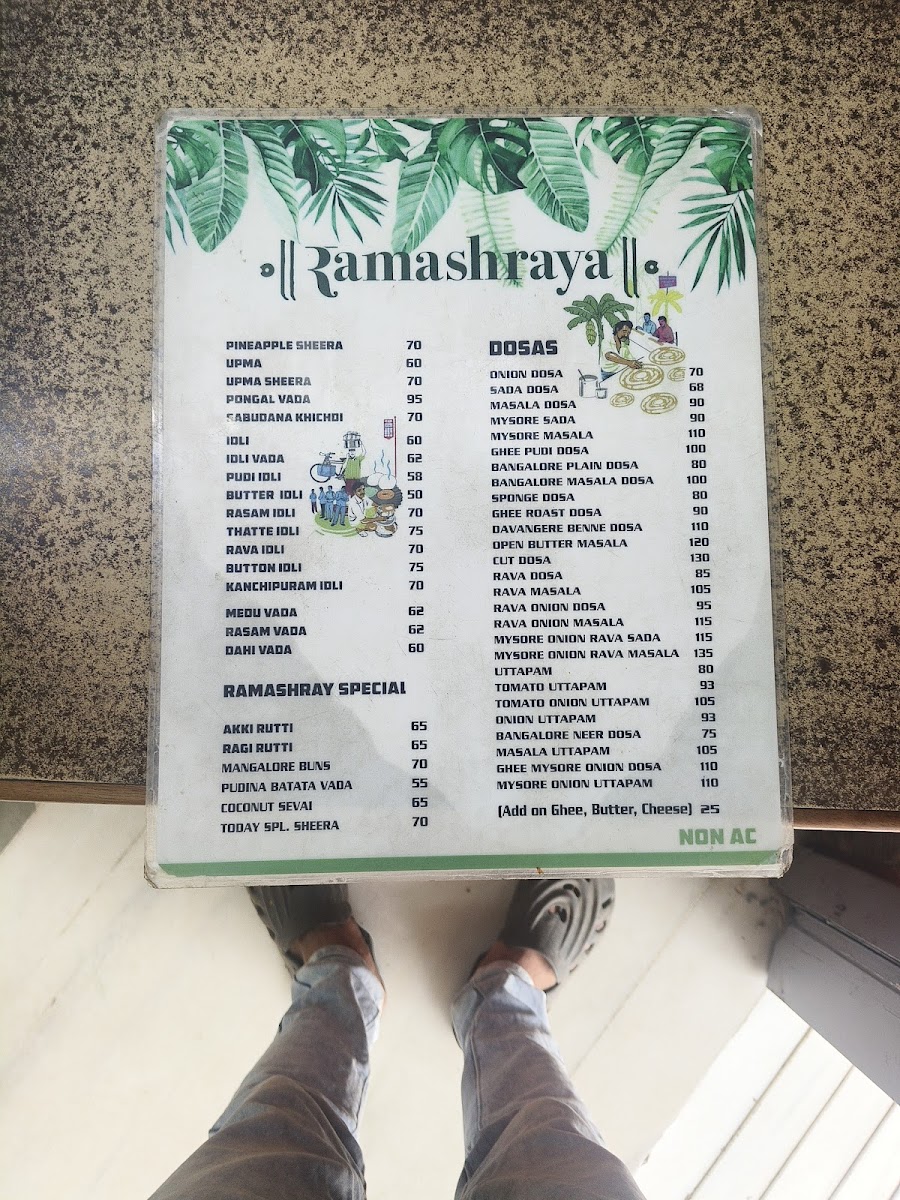 ॥ Ramashraya ॥
PINEAPPLE SHEERA 70
UPMA 60
UPMA SHEERA 70
PONGAL VADA 95
SABUDANA KHICHDI 70
IDLI 60
IDLI VADA 62
PUDI IDLI 58
BUTTER IDLI 50
RASAM IDLI 70
THATTE IDLI 75
RAVA IDLI 70
BUTTON IDLI 75
KANCHIPURAM IDLI 70
MEDU VADA 62
RASAM VADA 62
DAHI VADA 60
RAMASHRAY SPECIAL
AKKI RUTTI 65
RAGI RUTTI 65
MANGALORE BUNS 70
PUDINA BATATA VADA 55
COCONUT SEVAI 65
TODAY SPL. SHEERA 70
DOSAS
ONION DOSA 70
SADA DOSA 68
MASALA DOSA 90
MYSORE SADA 90
MYSORE MASALA 110
GHEE PUDI DOSA 100
BANGALORE PLAIN DOSA 80
BANGALORE MASALA DOSA 100
SPONGE DOSA 80
GHEE ROAST DOSA 90
DAVANGERE BENNE DOSA 110
OPEN BUTTER MASALA 120
CUT DOSA 130
RAVA DOSA 85
RAVA MASALA 105
RAVA ONION DOSA 95
RAVA ONION MASALA 115
MYSORE ONION RAVA SADA 115
MYSORE ONION RAVA MASALA 135
UTTAPAM 80
TOMATO UTTAPAM 93
TOMATO ONION UTTAPAM 105
ONION UTTAPAM 93
BANGALORE NEER DOSA 75
MASALA UTTAPAM 105
GHEE MYSORE ONION DOSA 110
MYSORE ONION UTTAPAM 110
(Add on Ghee, Butter, Cheese) 25
NON AC